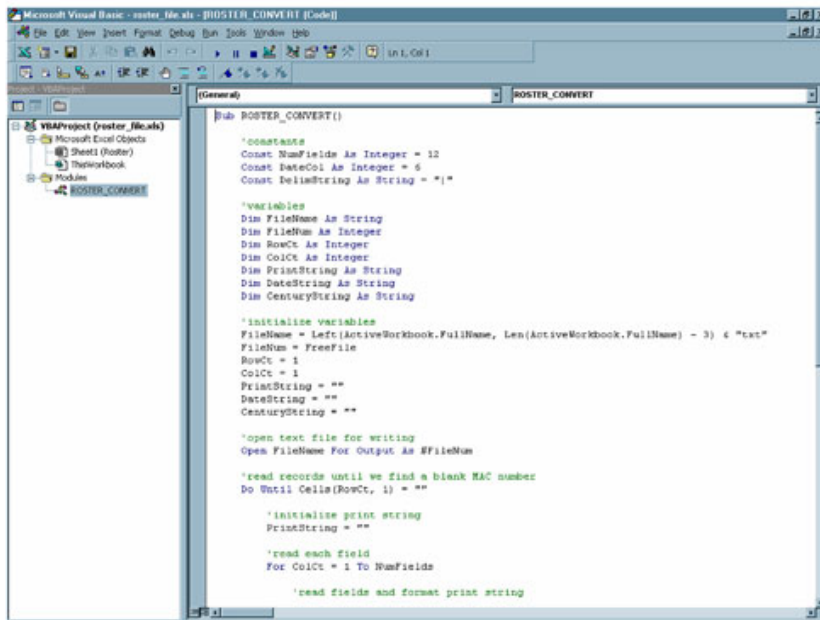 Microsoft Visual Basic - roster_file.xls - [ROSTER_CONVERT (Code)]
File Edit View Insert Format Debug Run Tools Window Help
Ln 1, Col 1
Project - VBAProject
(General)
ROSTER_CONVERT
VBAProject (roster_file.xls)
Microsoft Excel Objects
Sheet1 (Roster)
ThisWorkbook
Modules
ROSTER_CONVERT
Sub ROSTER_CONVERT()
'constants
Const NumFields As Integer = 12
Const DateCol As Integer = 6
Const DelimString As String = "|"
'variables
Dim FileName As String
Dim FileNum As Integer
Dim RowCt As Integer
Dim ColCt As Integer
Dim PrintString As String
Dim DateString As String
Dim CenturyString As String
'initialize variables
FileName = Left(ActiveWorkbook.FullName, Len(ActiveWorkbook.FullName) - 3) & "txt"
FileNum = FreeFile
RowCt = 1
ColCt = 1
PrintString = ""
DateString = ""
CenturyString = ""
'open text file for writing
Open FileName For Output As #FileNum
'read records until we find a blank MAC number
Do Until Cells(RowCt, 1) = ""
'initialize print string
PrintString = ""
'read each field
For ColCt = 1 To NumFields
'read fields and format print string